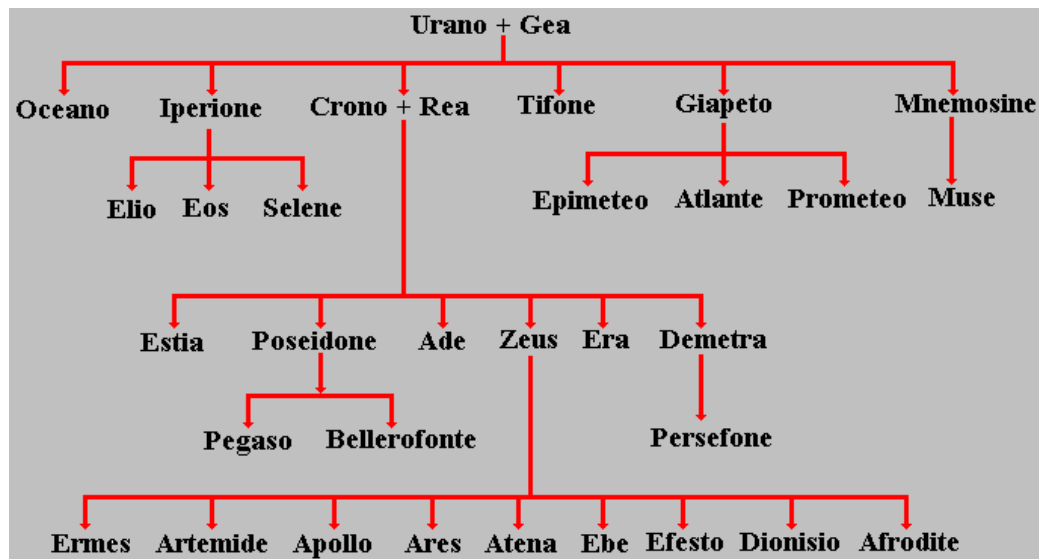 Urano + Gea
Oceano Iperione Crono + Rea Tifone Giapeto Mnemosine
Elio Eos Selene Epimeteo Atlante Prometeo Muse
Estia Poseidone Ade Zeus Era Demetra
Pegaso Bellerofonte Persefone
Ermes Artemide Apollo Ares Atena Ebe Efesto Dionisio Afrodite